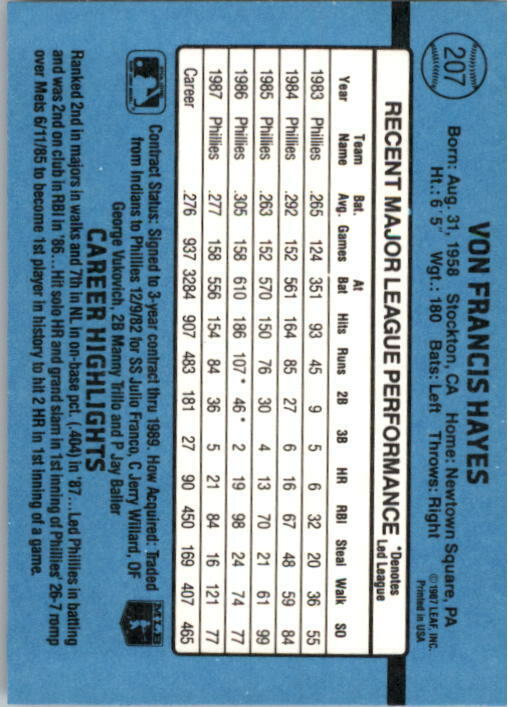 207
VON FRANCIS HAYES
© 1987 LEAF, INC.
Printed in USA
Born: Aug. 31, 1958 Stockton, CA Home: Newtown Square, PA
Ht.: 6'5" Wgt.: 180 Bats: Left Throws: Right
RECENT MAJOR LEAGUE PERFORMANCE *Denotes Led League
Year Team Name Bat. Avg. Games At Bat Hits Runs 2B 3B HR RBI Steal Walk SO
1983 Phillies .265 124 351 93 45 9 5 6 32 20 36 55
1984 Phillies .292 152 561 164 85 27 6 16 67 48 59 84
1985 Phillies .263 152 570 150 76 30 4 13 70 21 61 99
1986 Phillies .305 158 610 186 107* 46* 2 19 98 24 74 77
1987 Phillies .277 158 556 154 84 36 5 21 84 16 121 77
Career .276 937 3284 907 483 181 27 90 450 169 407 465
Contract Status: Signed to 3-year contract thru 1989. How Acquired: Traded
from Indians to Phillies 12/9/82 for SS Julio Franco, C Jerry Willard, OF
George Vukovich, 2B Manny Trillo and P Jay Baller
MLB
CAREER HIGHLIGHTS
Ranked 2nd in majors in walks and 7th in NL in on-base pct. (.404) in '87...Led Phillies in batting
and was 2nd on club in RBI in '86...Hit solo HR and grand slam in 1st inning of Phillies' 26-7 romp
over Mets 6/11/85 to become 1st player in history to hit 2 HR in 1st inning of a game.